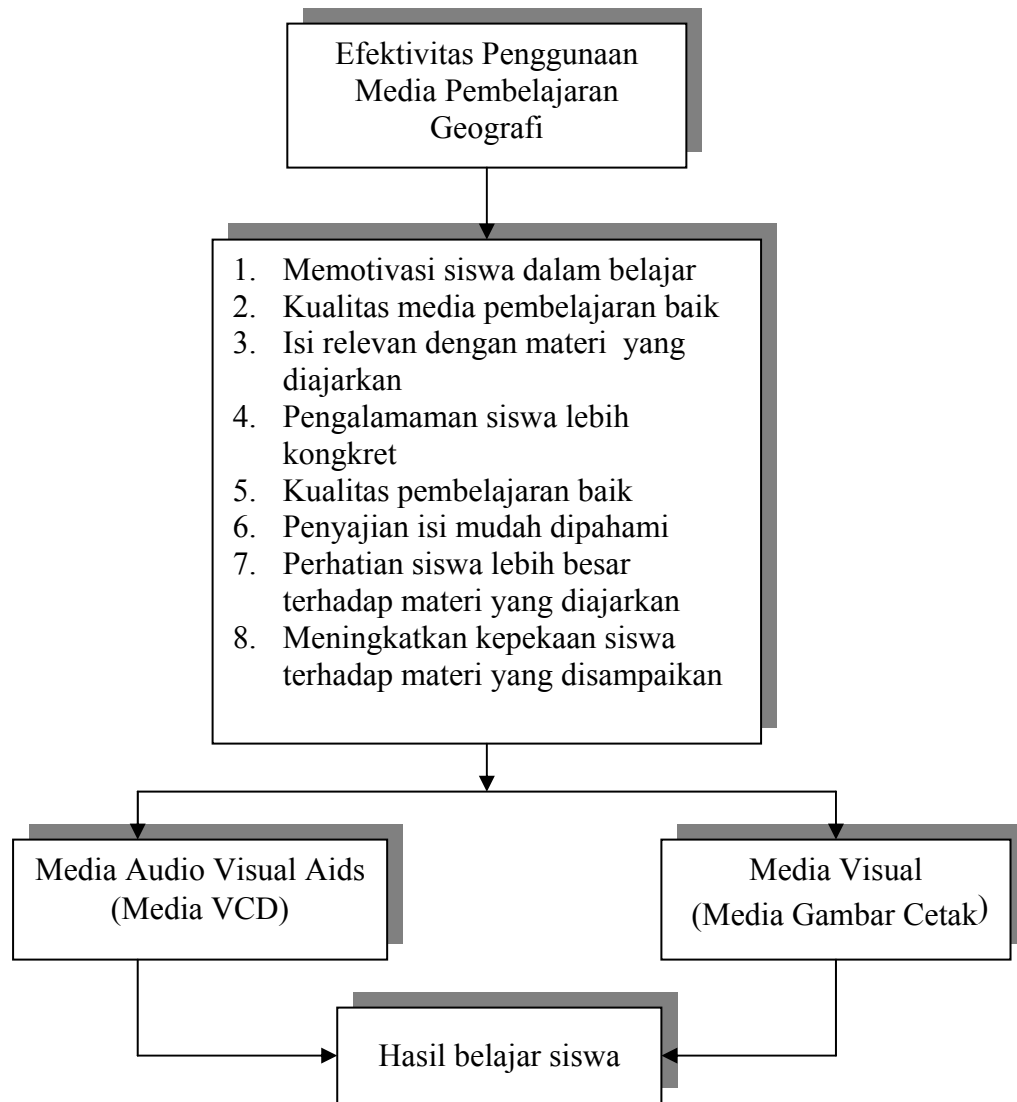 Efektivitas Penggunaan
Media Pembelajaran
Geografi
1. Memotivasi siswa dalam belajar
2. Kualitas media pembelajaran baik
3. Isi relevan dengan materi yang
diajarkan
4. Pengalamaman siswa lebih
kongkret
5. Kualitas pembelajaran baik
6. Penyajian isi mudah dipahami
7. Perhatian siswa lebih besar
terhadap materi yang diajarkan
8. Meningkatkan kepekaan siswa
terhadap materi yang disampaikan
Media Audio Visual Aids
(Media VCD)
Media Visual
(Media Gambar Cetak)
Hasil belajar siswa